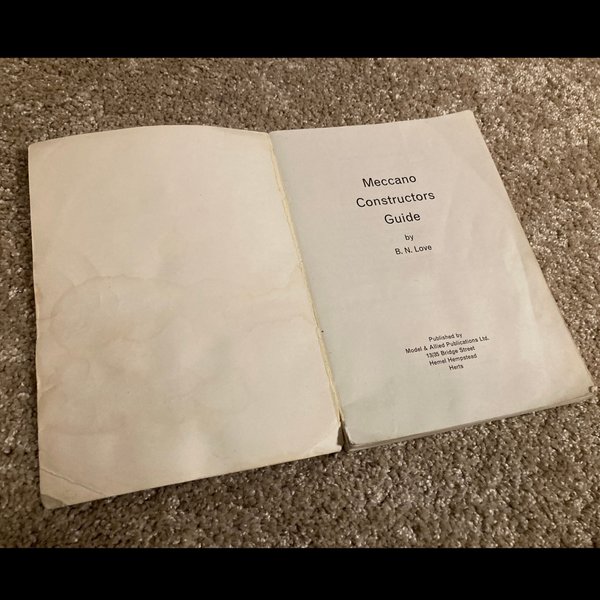 Meccano
Constructors
Guide
by
B. N. Love
Published by
Model & Allied Publications Ltd.
13/35 Bridge Street
Hemel Hempstead
Herts